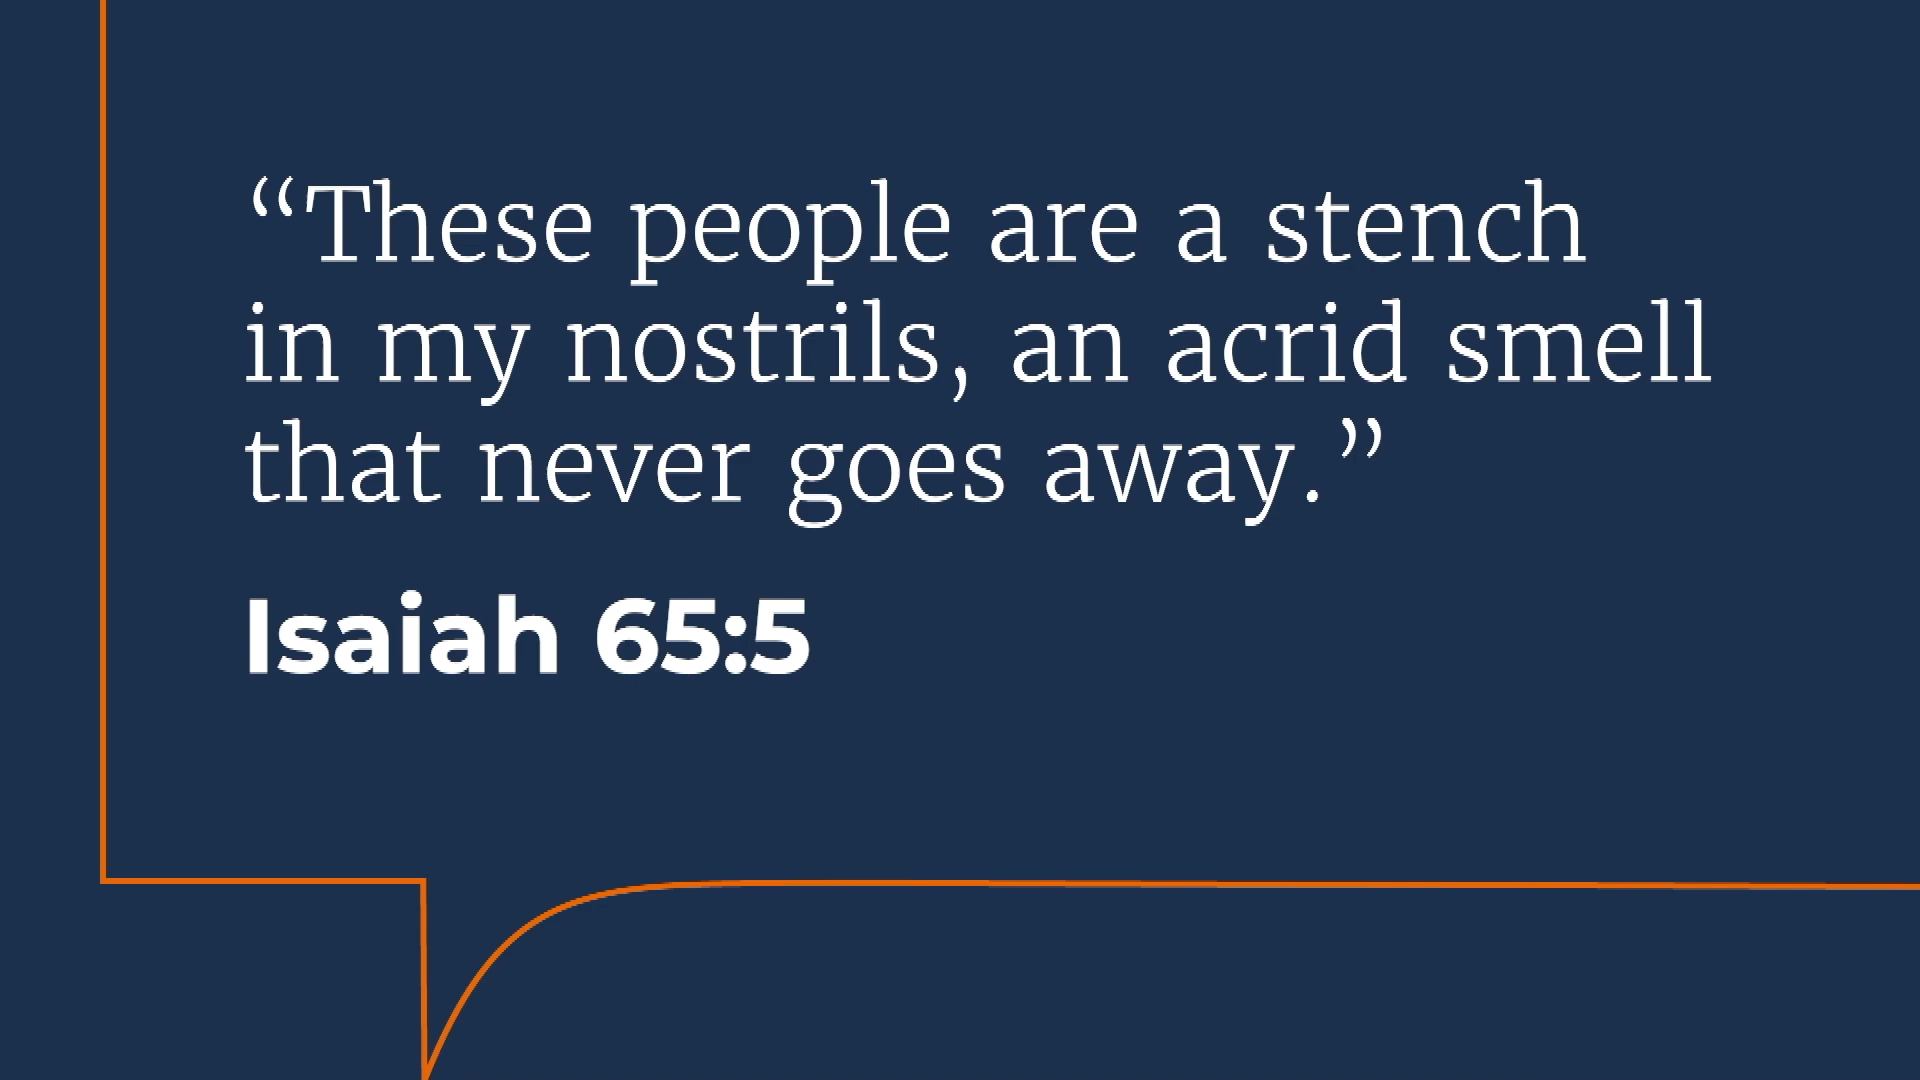 “These people are a stench
in my nostrils, an acrid smell
that never goes away.”
Isaiah 65:5